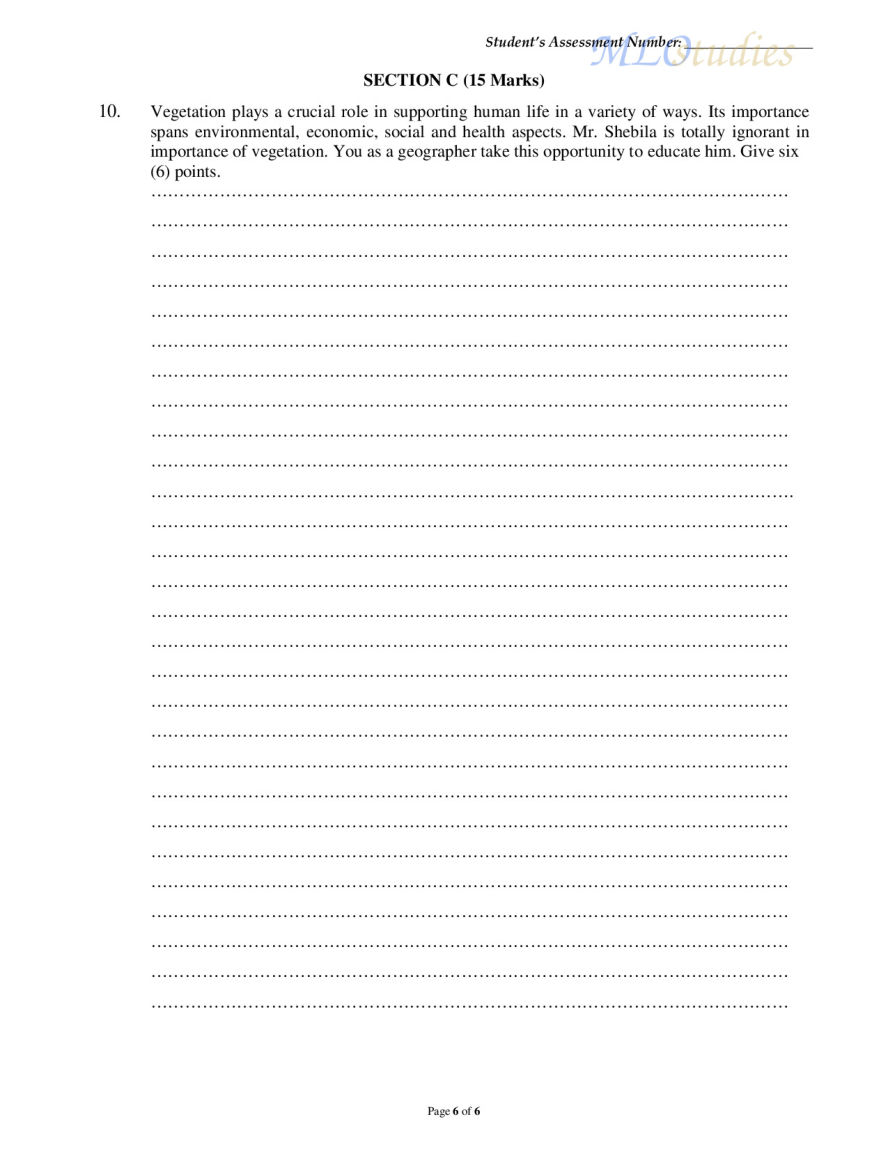 Student's Assessment Number: ____________________
MLOstudies
SECTION C (15 Marks)
10. Vegetation plays a crucial role in supporting human life in a variety of ways. Its importance
spans environmental, economic, social and health aspects. Mr. Shebila is totally ignorant in
importance of vegetation. You as a geographer take this opportunity to educate him. Give six
(6) points.
Page 6 of 6